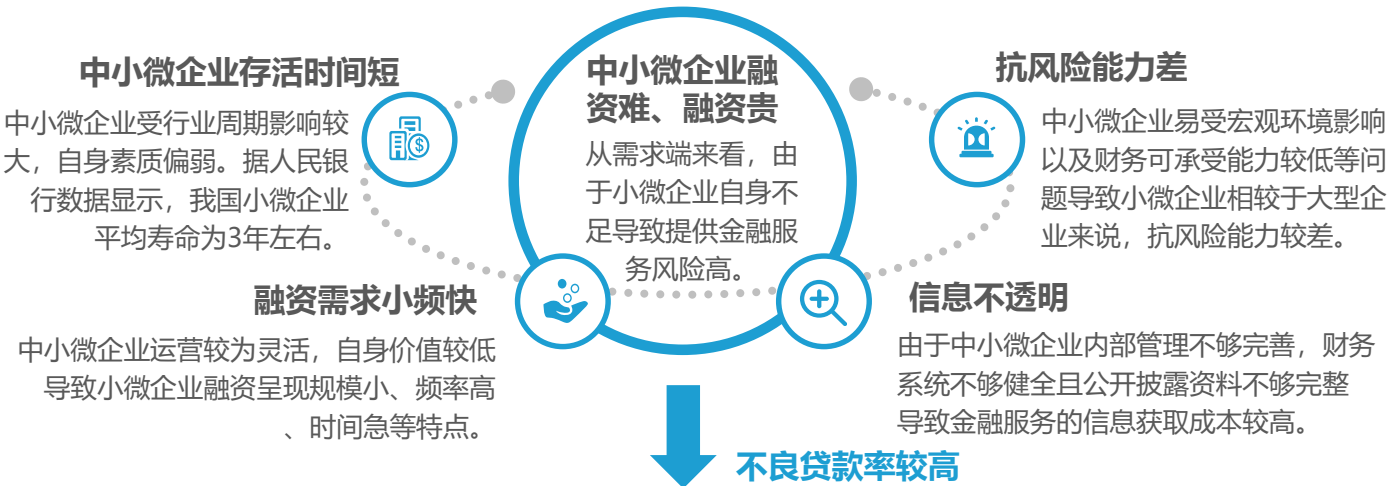 中小微企业存活时间短
中小微企业受行业周期影响较
大，自身素质偏弱。据人民银
行数据显示，我国小微企业
平均寿命为3年左右。
融资需求小频快
中小微企业运营较为灵活，自身价值较低
导致小微企业融资呈现规模小、频率高
、时间急等特点。
中小微企业融
资难、融资贵
从需求端来看，由
于小微企业自身不
足导致提供金融服
务风险高。
抗风险能力差
中小微企业易受宏观环境影响
以及财务可承受能力较低等问
题导致小微企业相较于大型企
业来说，抗风险能力较差。
信息不透明
由于中小微企业内部管理不够完善，财务
系统不够健全且公开披露资料不够完整
导致金融服务的信息获取成本较高。
不良贷款率较高